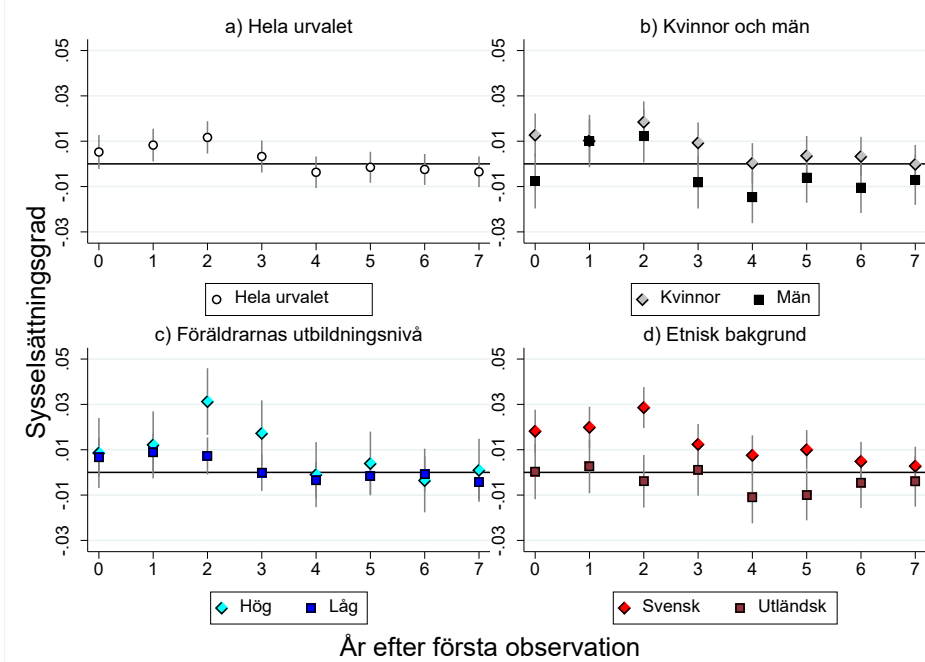 Sysselsättningsgrad
a) Hela urvalet
.05
.03
.01
-.01
-.03
0 1 2 3 4 5 6 7
Hela urvalet
b) Kvinnor och män
.05
.03
.01
-.01
-.03
0 1 2 3 4 5 6 7
Kvinnor Män
c) Föräldrarnas utbildningsnivå
.05
.03
.01
-.01
-.03
0 1 2 3 4 5 6 7
Hög Låg
d) Etnisk bakgrund
.05
.03
.01
-.01
-.03
0 1 2 3 4 5 6 7
Svensk Utländsk
År efter första observation